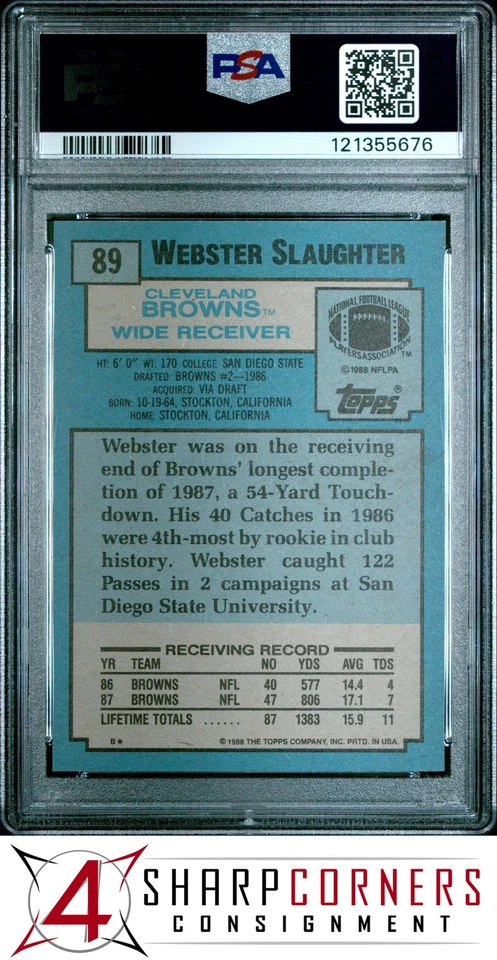 PSA
121355676
89
WEBSTER SLAUGHTER
CLEVELAND
BROWNS™
WIDE RECEIVER
NATIONAL FOOTBALL LEAGUE
PLAYERS ASSOCIATION™
© 1988 NFLPA
topps®
HT: 6' 0" WT: 170 COLLEGE: SAN DIEGO STATE
DRAFTED: BROWNS #2—1986
ACQUIRED: VIA DRAFT
BORN: 10-19-64, STOCKTON, CALIFORNIA
HOME: STOCKTON, CALIFORNIA
Webster was on the receiving
end of Browns' longest comple-
tion of 1987, a 54-Yard Touch-
down. His 40 Catches in 1986
were 4th-most by rookie in club
history. Webster caught 122
Passes in 2 campaigns at San
Diego State University.
RECEIVING RECORD
YR TEAM NO YDS AVG TDS
86 BROWNS NFL 40 577 14.4 4
87 BROWNS NFL 47 806 17.1 7
LIFETIME TOTALS ...... 87 1383 15.9 11
B* © 1988 THE TOPPS COMPANY, INC. PRTD. IN USA.
4 SHARPCORNERS
CONSIGNMENT